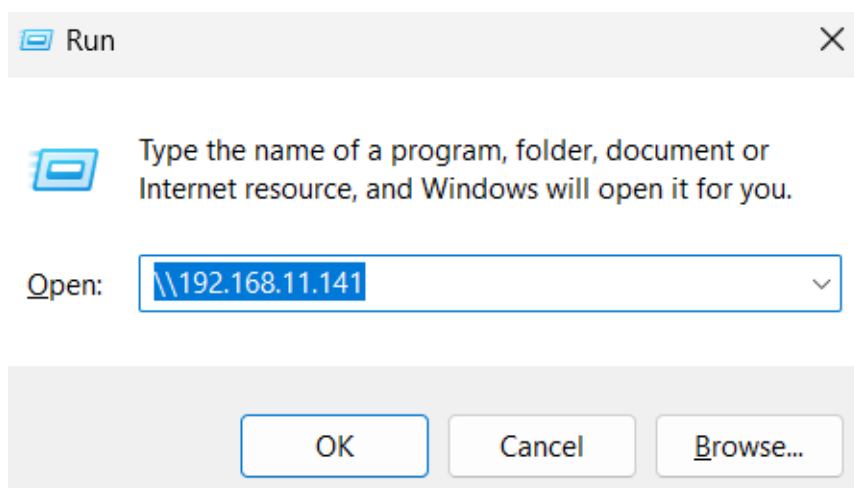 Run
Type the name of a program, folder, document or
Internet resource, and Windows will open it for you.
Open: \\192.168.11.141
OK Cancel Browse...